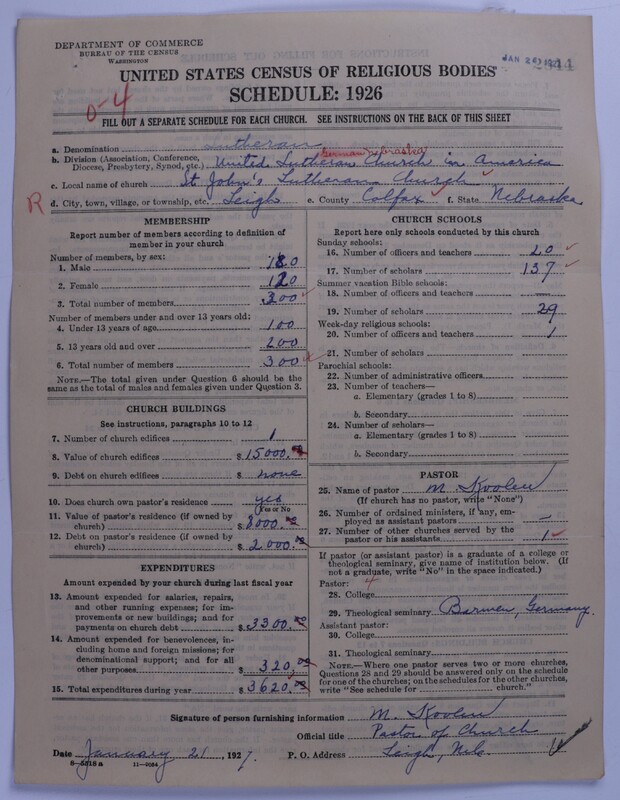 DEPARTMENT OF COMMERCE
BUREAU OF THE CENSUS
WASHINGTON
JAN 26 1927
UNITED STATES CENSUS OF RELIGIOUS BODIES
SCHEDULE: 1926
0-4
FILL OUT A SEPARATE SCHEDULE FOR EACH CHURCH. SEE INSTRUCTIONS ON THE BACK OF THIS SHEET
a. Denomination Lutheran
German Nebraska
b. Division (Association, Conference, Diocese, Presbytery, Synod, etc.) United Lutheran Church in America
c. Local name of church St John's Lutheran Church
R d. City, town, village, or township, etc. Leigh e. County Colfax f. State Nebraska
MEMBERSHIP
Report number of members according to definition of
member in your church
Number of members, by sex:
1. Male 180
2. Female 120
3. Total number of members 300
Number of members under and over 13 years old:
4. Under 13 years of age 100
5. 13 years old and over 200
6. Total number of members 300
NOTE.—The total given under Question 6 should be the
same as the total of males and females given under Question 3.
CHURCH BUILDINGS
See instructions, paragraphs 10 to 12
7. Number of church edifices 1
8. Value of church edifices $ 15000.00
9. Debt on church edifices $ none
10. Does church own pastor's residence yes
(Yes or No)
11. Value of pastor's residence (if owned by
church) $ 8000.00
12. Debt on pastor's residence (if owned by
church) $ 2000.00
EXPENDITURES
Amount expended by your church during last fiscal year
13. Amount expended for salaries, repairs,
and other running expenses; for im-
provements or new buildings; and for
payments on church debt $ 3300.00
14. Amount expended for benevolences, in-
cluding home and foreign missions; for
denominational support; and for all
other purposes $ 320.00
15. Total expenditures during year $ 3620.00
CHURCH SCHOOLS
Report here only schools conducted by this church
Sunday schools:
16. Number of officers and teachers 20
17. Number of scholars 137
Summer vacation Bible schools:
18. Number of officers and teachers —
19. Number of scholars 29
Week-day religious schools:
20. Number of officers and teachers 1
21. Number of scholars
Parochial schools:
22. Number of administrative officers
23. Number of teachers—
a. Elementary (grades 1 to 8)
b. Secondary
24. Number of scholars—
a. Elementary (grades 1 to 8)
b. Secondary
PASTOR
25. Name of pastor M. Koolen
(If church has no pastor, write "None")
26. Number of ordained ministers, if any, em-
ployed as assistant pastors —
27. Number of other churches served by the
pastor or his assistants 1
If pastor (or assistant pastor) is a graduate of a college or
theological seminary, give name of institution below. (If
not a graduate, write "No" in the space indicated.)
Pastor: 4
28. College
29. Theological seminary Barmen, Germany.
Assistant pastor:
30. College
31. Theological seminary
NOTE.—Where one pastor serves two or more churches,
Questions 28 and 29 should be answered only on the schedule
for one of the churches; on the schedules for the other churches,
write "See schedule for church."
Signature of person furnishing information M. Koolen
Official title Pastor of Church
Date January 21, 1927. P. O. Address Leigh, Neb.
8-5818 a 11-9084